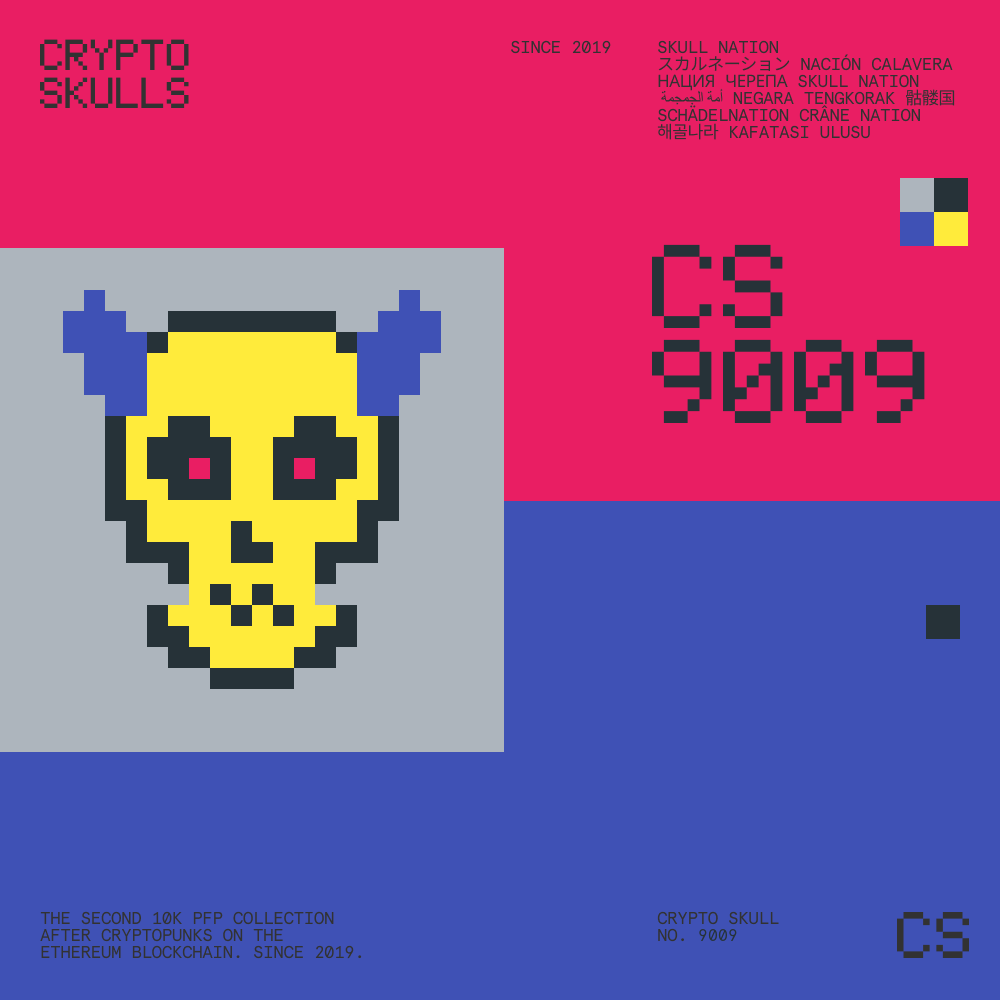 CRYPTO
SKULLS
SINCE 2019
SKULL NATION
スカルネーション NACIÓN CALAVERA
НАЦИЯ ЧЕРЕПА SKULL NATION
أمة الجمجمة NEGARA TENGKORAK 骷髅国
SCHÄDELNATION CRÂNE NATION
해골나라 KAFATASI ULUSU
CS
9009
THE SECOND 10K PFP COLLECTION
AFTER CRYPTOPUNKS ON THE
ETHEREUM BLOCKCHAIN. SINCE 2019.
CRYPTO SKULL
NO. 9009
CS